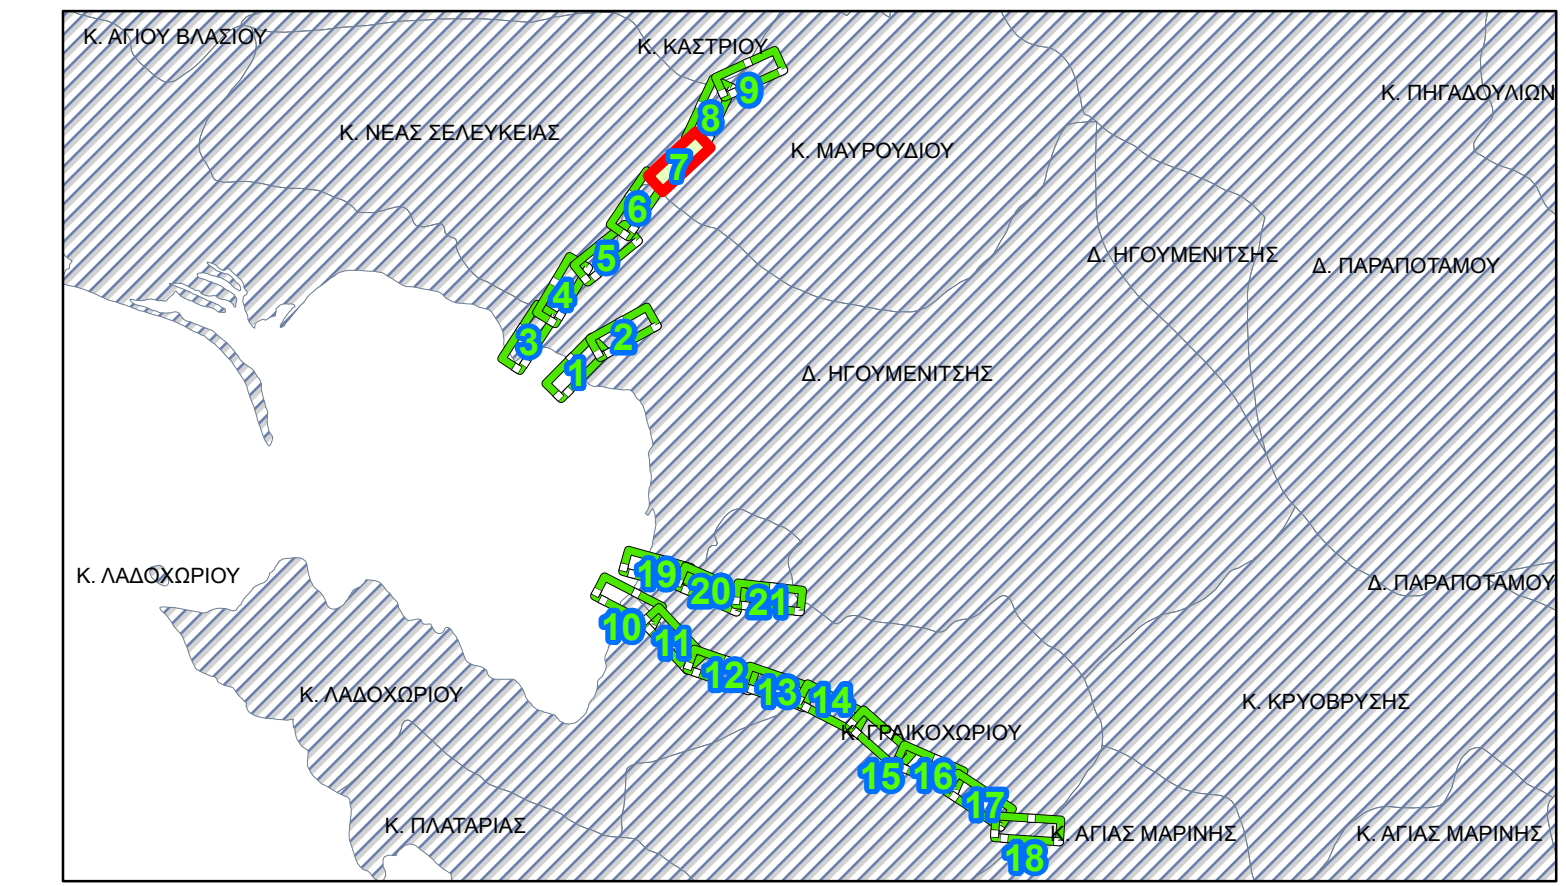 Κ. ΑΓΙΟΥ ΒΛΑΣΙΟΥ
Κ. ΚΑΣΤΡΙΟΥ
9
Κ. ΠΗΓΑΔΟΥΛΙΩΝ
8
Κ. ΝΕΑΣ ΣΕΛΕΥΚΕΙΑΣ
Κ. ΜΑΥΡΟΥΔΙΟΥ
7
6
5
Δ. ΗΓΟΥΜΕΝΙΤΣΗΣ
Δ. ΠΑΡΑΠΟΤΑΜΟΥ
4
3
2
1
Δ. ΗΓΟΥΜΕΝΙΤΣΗΣ
Κ. ΛΑΔΟΧΩΡΙΟΥ
19
20
21
Δ. ΠΑΡΑΠΟΤΑΜΟΥ
10
11
12
13
14
Κ. ΛΑΔΟΧΩΡΙΟΥ
Κ. ΚΡΥΟΒΡΥΣΗΣ
Κ. ΓΡΑΙΚΟΧΩΡΙΟΥ
15
16
17
Κ. ΠΛΑΤΑΡΙΑΣ
Κ. ΑΓΙΑΣ ΜΑΡΙΝΗΣ
Κ. ΑΓΙΑΣ ΜΑΡΙΝΗΣ
18